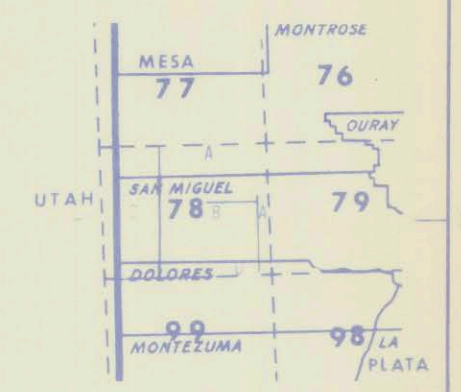 MONTROSE
MESA
77 76
OURAY
A
SAN MIGUEL
UTAH 78 B A 79
DOLORES
99 98 LA
MONTEZUMA
PLATA